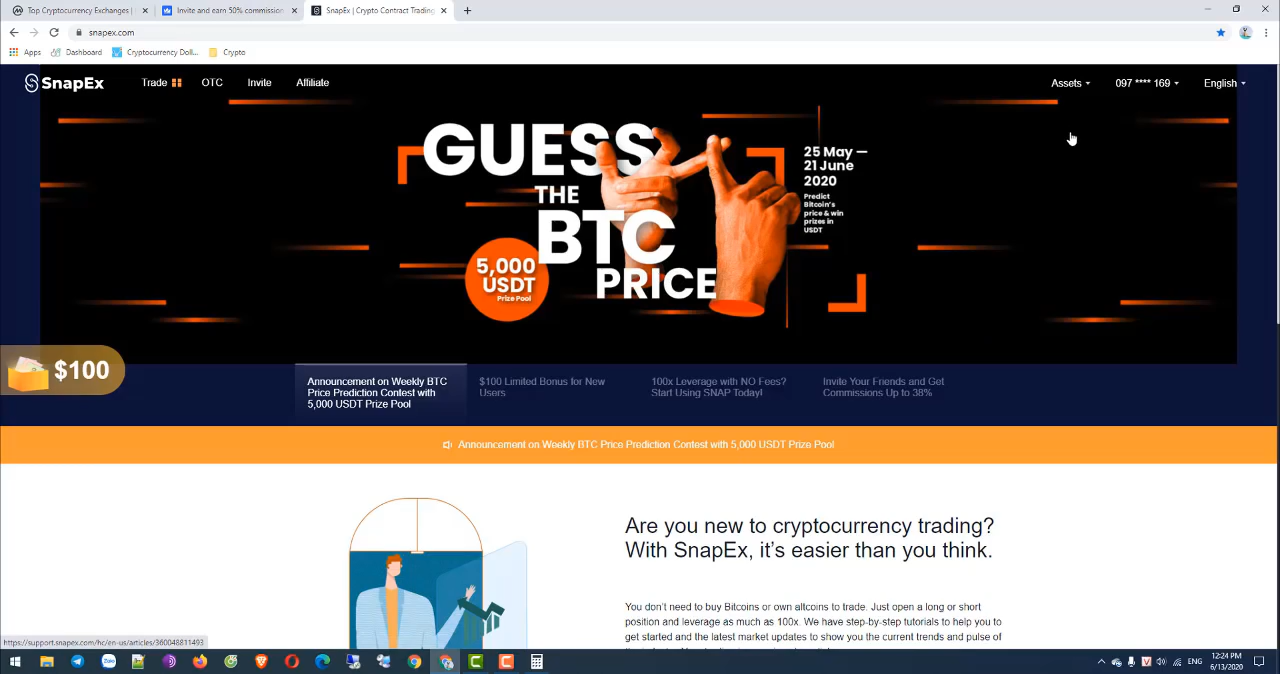 Top Cryptocurrency Exchanges |
Invite and earn 50% commission
SnapEx | Crypto Contract Trading
snapex.com
Apps
Dashboard
Cryptocurrency Doll...
Crypto
SnapEx
Trade
OTC
Invite
Affiliate
Assets
097 **** 169
English
GUESS
THE
BTC
PRICE
5,000
USDT
Prize Pool
25 May —
21 June
2020
Predict
Bitcoin's
price & win
prizes in
USDT
$100
Announcement on Weekly BTC
Price Prediction Contest with
5,000 USDT Prize Pool
$100 Limited Bonus for New
Users
100x Leverage with NO Fees?
Start Using SNAP Today!
Invite Your Friends and Get
Commissions Up to 38%
Announcement on Weekly BTC Price Prediction Contest with 5,000 USDT Prize Pool
Are you new to cryptocurrency trading?
With SnapEx, it's easier than you think.
You don't need to buy Bitcoins or own altcoins to trade. Just open a long or short
position and leverage as much as 100x. We have step-by-step tutorials to help you to
get started and the latest market updates to show you the current trends and pulse of
https://support.snapex.com/hc/en-us/articles/360048811493
ENG
12:24 PM
6/13/2020